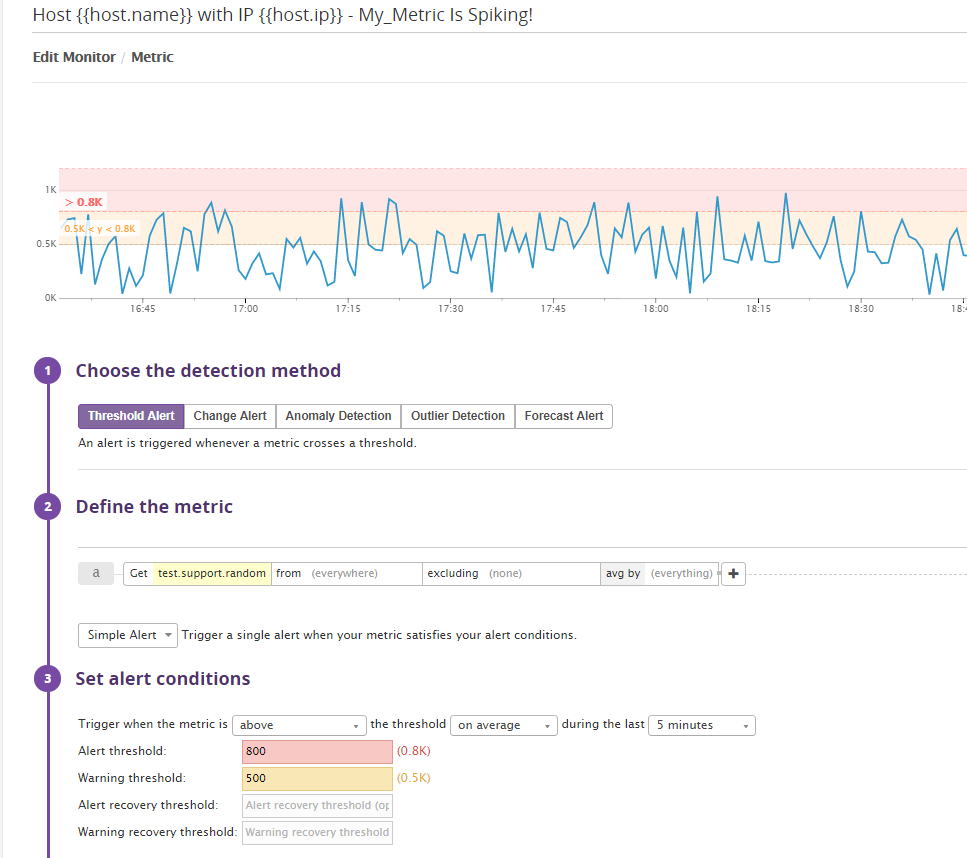 Host {{host.name}} with IP {{host.ip}} - My_Metric Is Spiking!
Edit Monitor / Metric
1K
> 0.8K
0.5K < y < 0.8K
0.5K
0K
16:45 17:00 17:15 17:30 17:45 18:00 18:15 18:30 18:4
1 Choose the detection method
Threshold Alert Change Alert Anomaly Detection Outlier Detection Forecast Alert
An alert is triggered whenever a metric crosses a threshold.
2 Define the metric
a Get test.support.random from (everywhere) excluding (none) avg by (everything) +
Simple Alert Trigger a single alert when your metric satisfies your alert conditions.
3 Set alert conditions
Trigger when the metric is above the threshold on average during the last 5 minutes
Alert threshold: 800 (0.8K)
Warning threshold: 500 (0.5K)
Alert recovery threshold: Alert recovery threshold (op
Warning recovery threshold: Warning recovery threshold